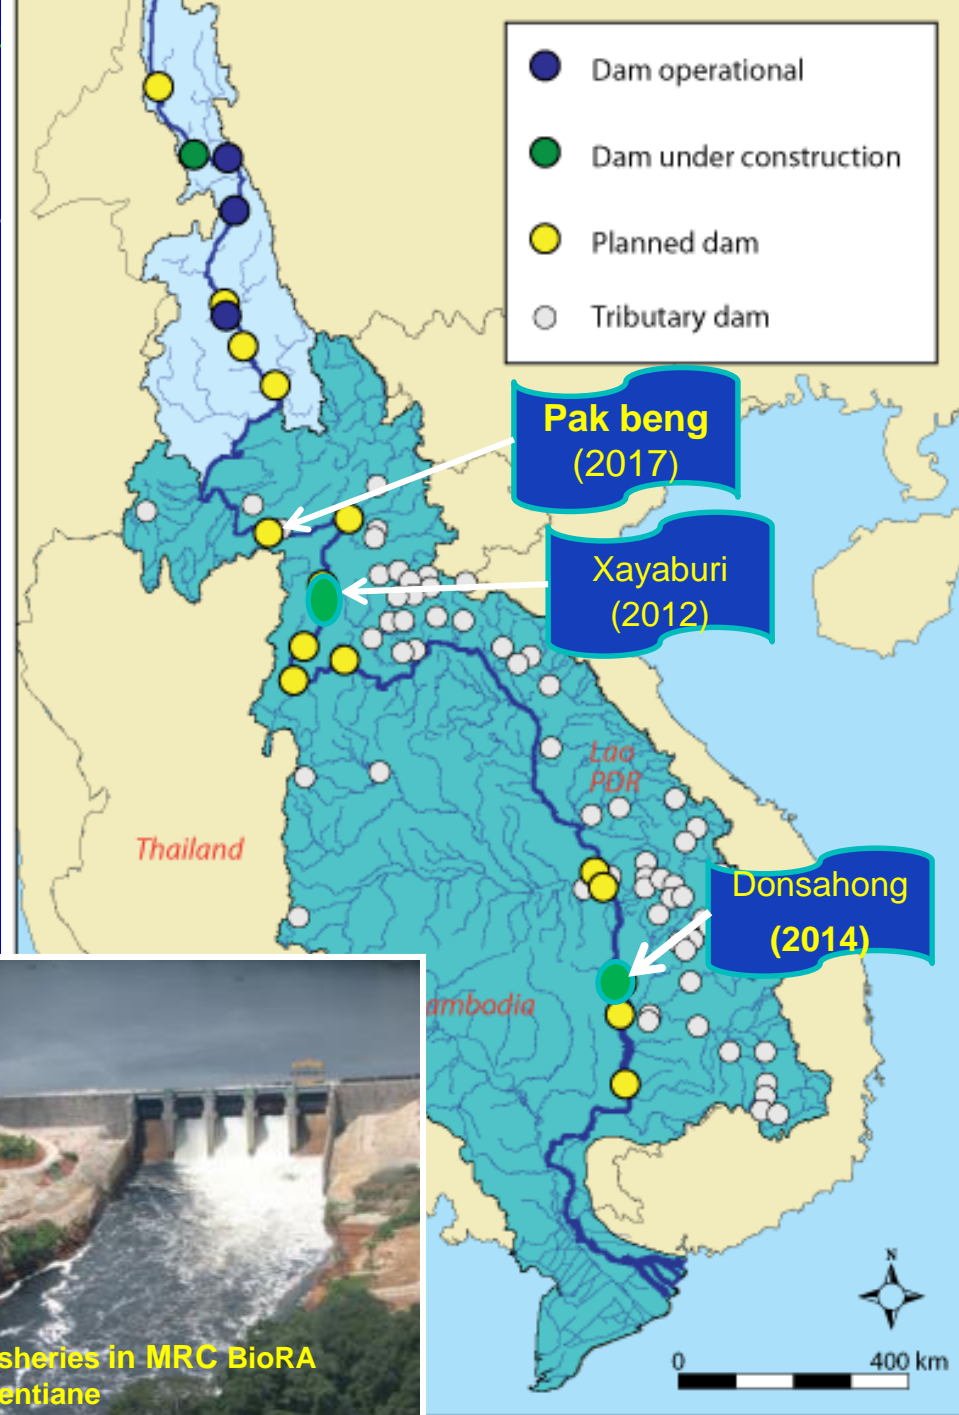 Dam operational
Dam under construction
Planned dam
Tributary dam
Pak beng
(2017)
Xayaburi
(2012)
Lao
PDR
Thailand
Donsahong
(2014)
ambodia
sheries in MRC BioRA
entiane
N
0 400 km